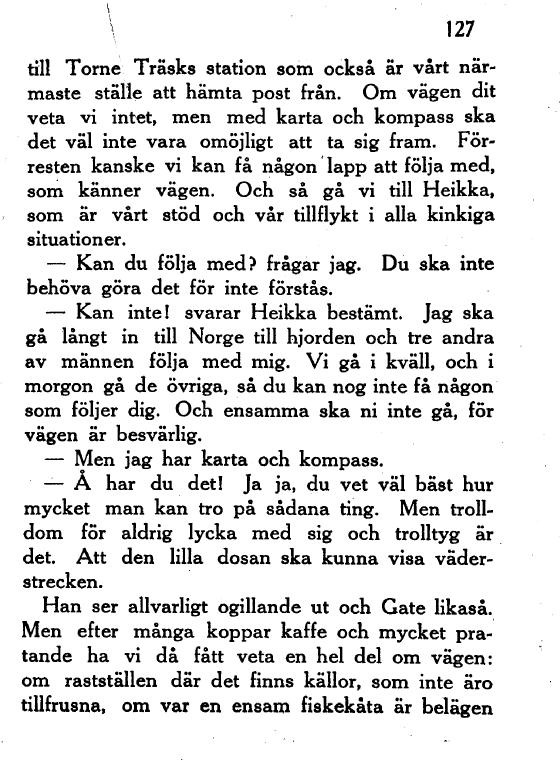 127
till Torne Träsks station som också är vårt när-
maste ställe att hämta post från. Om vägen dit
veta vi intet, men med karta och kompass ska
det väl inte vara omöjligt att ta sig fram. För-
resten kanske vi kan få någon lapp att följa med,
som känner vägen. Och så gå vi till Heikka,
som är vårt stöd och vår tillflykt i alla kinkiga
situationer.
— Kan du följa med? frågar jag. Du ska inte
behöva göra det för inte förstås.
— Kan inte! svarar Heikka bestämt. Jag ska
gå långt in till Norge till hjorden och tre andra
av männen följa med mig. Vi gå i kväll, och i
morgon gå de övriga, så du kan nog inte få någon
som följer dig. Och ensamma ska ni inte gå, för
vägen är besvärlig.
— Men jag har karta och kompass.
— Å har du det! Ja ja, du vet väl bäst hur
mycket man kan tro på sådana ting. Men troll-
dom för aldrig lycka med sig och trolltyg är
det. Att den lilla dosan ska kunna visa väder-
strecken.
Han ser allvarligt ogillande ut och Gate likaså.
Men efter många koppar kaffe och mycket pra-
tande ha vi då fått veta en hel del om vägen:
om rastställen där det finns källor, som inte äro
tillfrusna, om var en ensam fiskekåta är belägen